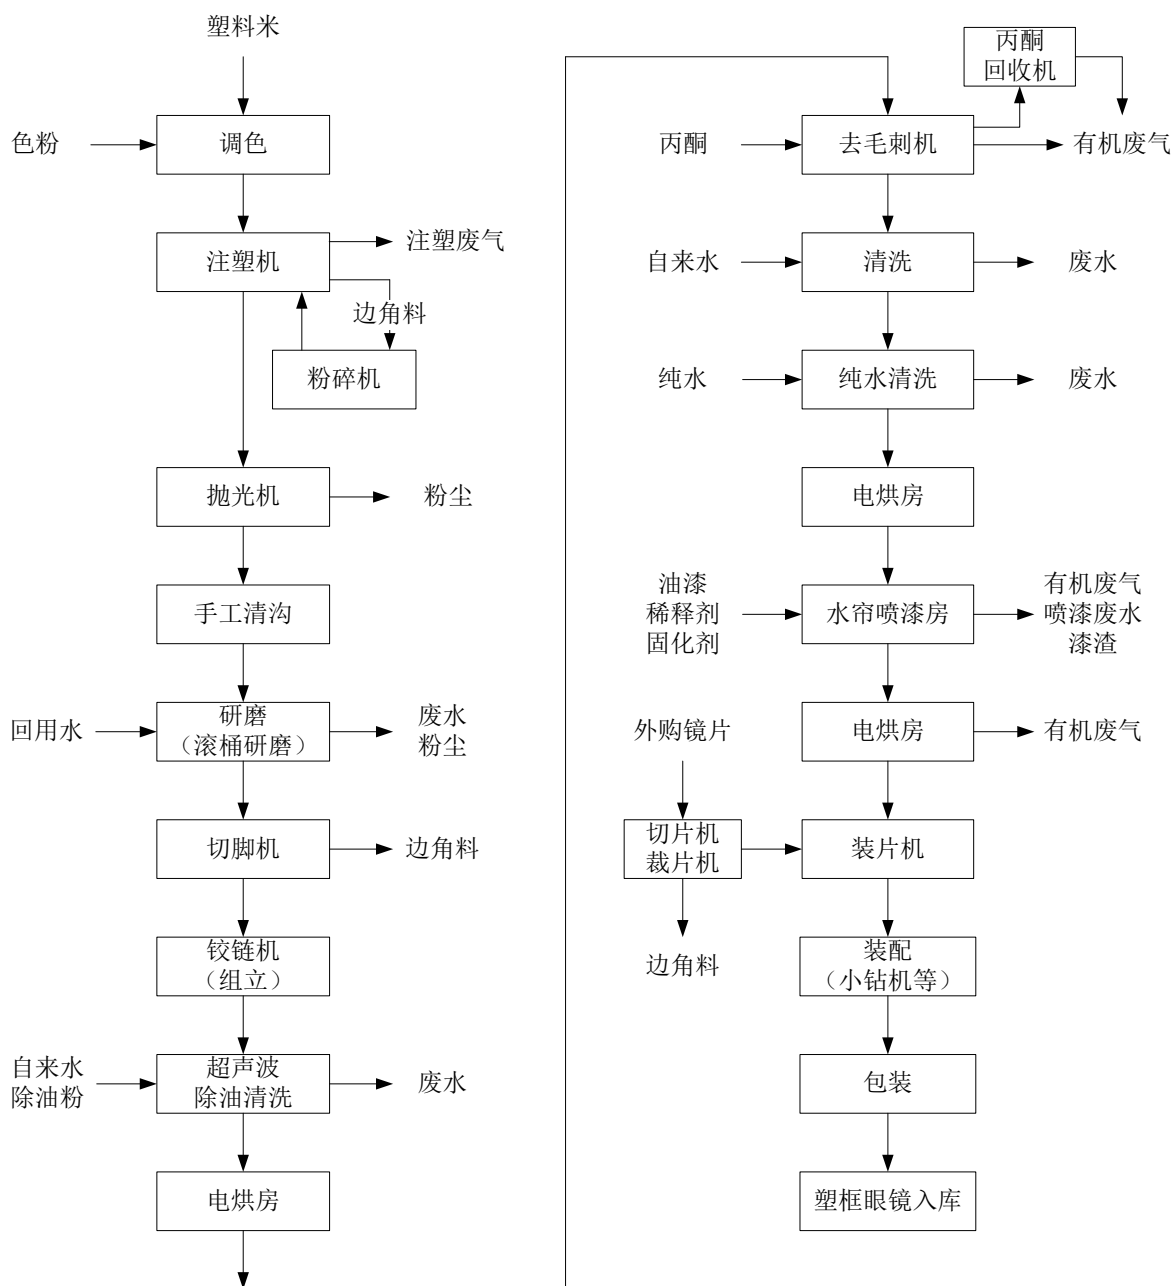 塑料米
色粉
调色
注塑机
注塑废气
边角料
粉碎机
抛光机
粉尘
手工清沟
回用水
研磨
（滚桶研磨）
废水
粉尘
切脚机
边角料
铰链机
（组立）
自来水
除油粉
超声波
除油清洗
废水
电烘房
丙酮
回收机
丙酮
去毛刺机
有机废气
自来水
清洗
废水
纯水
纯水清洗
废水
电烘房
油漆
稀释剂
固化剂
水帘喷漆房
有机废气
喷漆废水
漆渣
外购镜片
电烘房
有机废气
切片机
裁片机
装片机
边角料
装配
（小钻机等）
包装
塑框眼镜入库